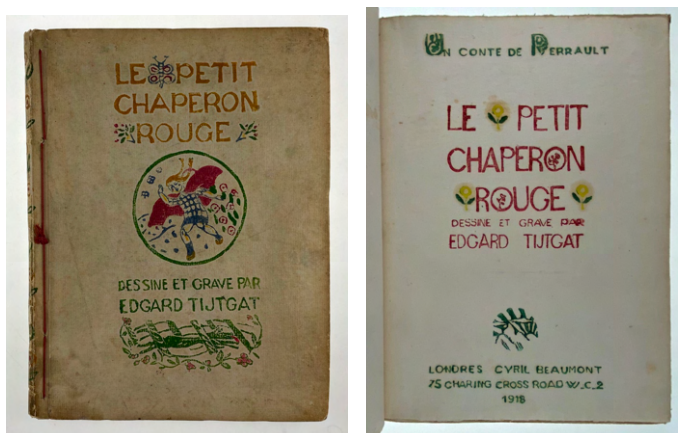 LE PETIT
CHAPERON
ROUGE
DESSINE ET GRAVE PAR
EDGARD TIJTGAT
UN CONTE DE PERRAULT
LE PETIT
CHAPERON
ROUGE
DESSINE ET GRAVE PAR
EDGARD TIJTGAT
LONDRES CYRIL BEAUMONT
75 CHARING CROSS ROAD W.C.2
1918